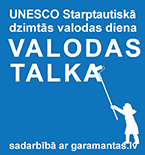 UNESCO Starptautiskā
dzimtās valodas diena
VALODAS
TALKA
sadarbībā ar garamantas.lv